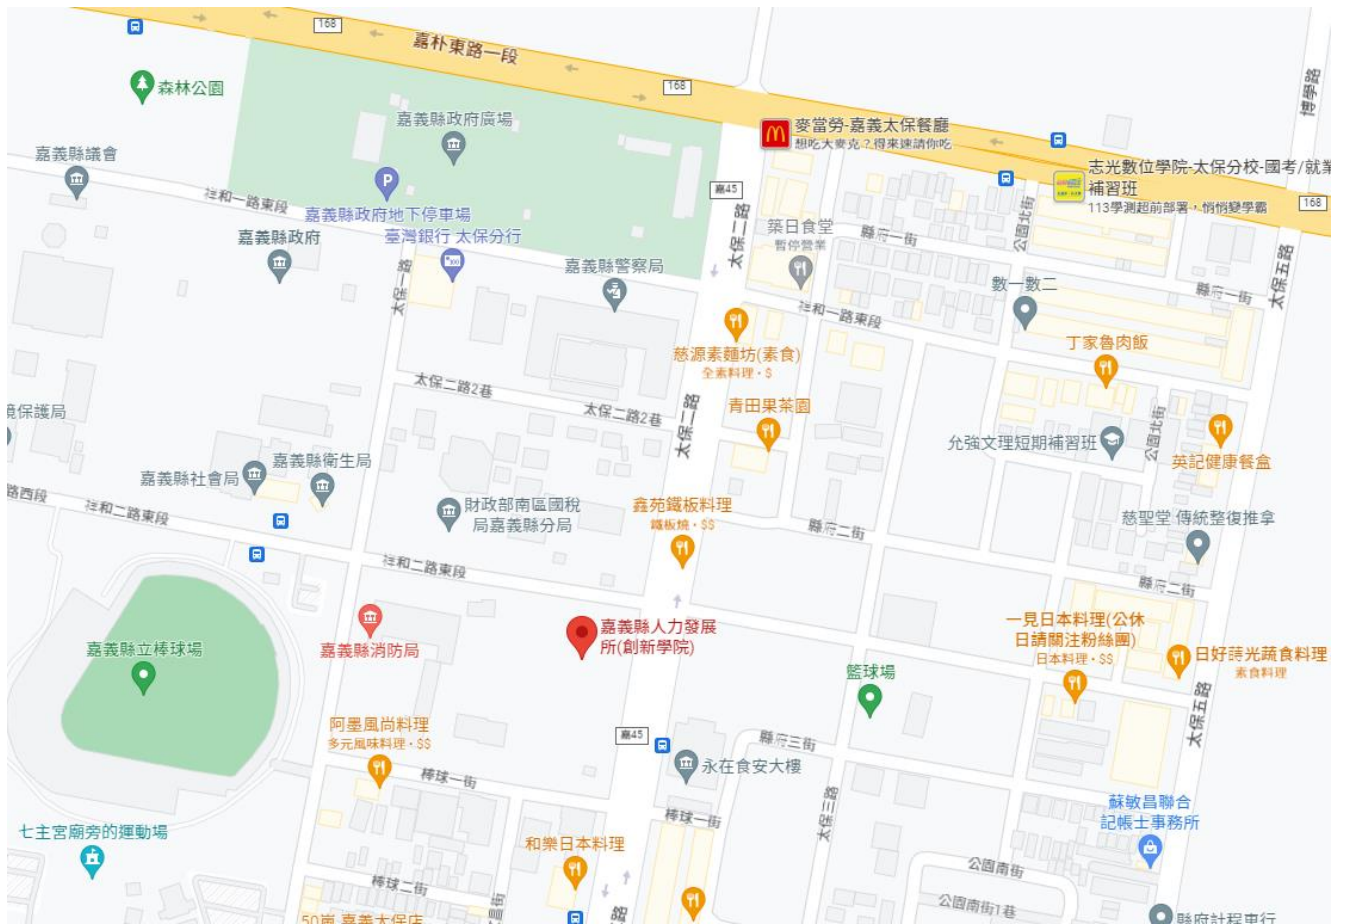 168
嘉朴東路一段
168
博學路
森林公園
嘉義縣政府廣場
麥當勞-嘉義太保餐廳
想吃大麥克？得來速請你吃
嘉義縣議會
志光數位學院-太保分校-國考/就業
補習班
113學測超前部署，悄悄變學霸
P
嘉45
168
祥和一路東段
嘉義縣政府地下停車場
太保二路
公園北街
嘉義縣政府
臺灣銀行 太保分行
築日食堂
暫停營業
縣府一街
嘉義縣警察局
太保一路
太保五路
數一數二
縣府一街
祥和一路東段
慈源素麵坊(素食)
全素料理・$
丁家魯肉飯
太保二路2巷
太保二路2巷
太保二路
青田果茶園
境保護局
公園北街
允強文理短期補習班
英記健康餐盒
嘉義縣社會局
嘉義縣衛生局
路西段
祥和二路東段
財政部南區國稅
局嘉義縣分局
鑫苑鐵板料理
鐵板燒・$$
縣府二街
慈聖堂 傳統整復推拿
祥和二路東段
縣府二街
嘉義縣人力發展
所(創新學院)
一見日本料理(公休
日請關注粉絲團)
日本料理・$$
嘉義縣立棒球場
嘉義縣消防局
籃球場
日好蒔光蔬食料理
素食料理
太保五路
阿墨風尚料理
多元風味料理・$$
嘉45
縣府三街
永在食安大樓
棒球一街
太保三路
蘇敏昌聯合
記帳士事務所
棒球一街
七主宮廟旁的運動場
和樂日本料理
公園南街
棒球二街
公園南街1巷
50嵐 嘉義太保店
縣府計程車行